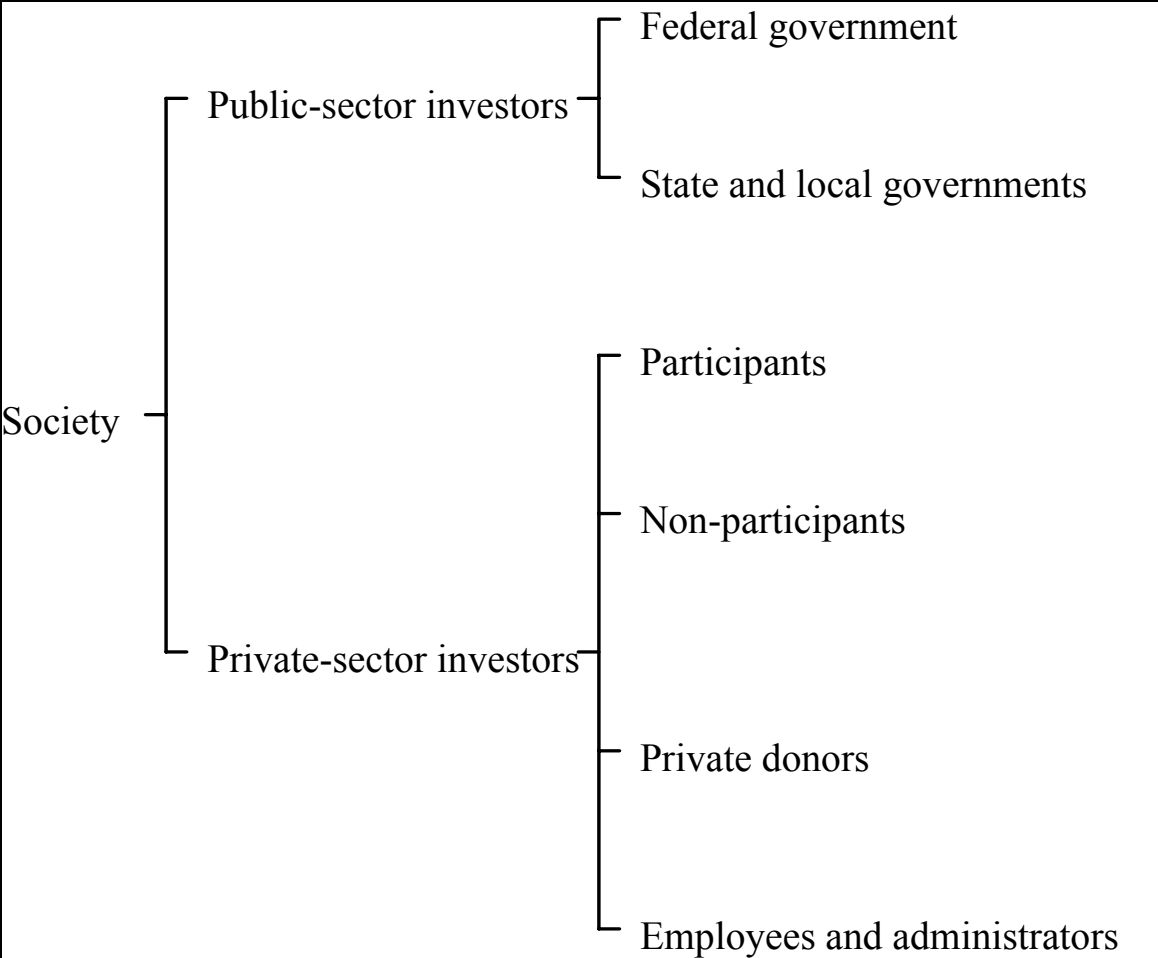 Federal government
Public-sector investors
State and local governments
Participants
Society
Non-participants
Private-sector investors
Private donors
Employees and administrators